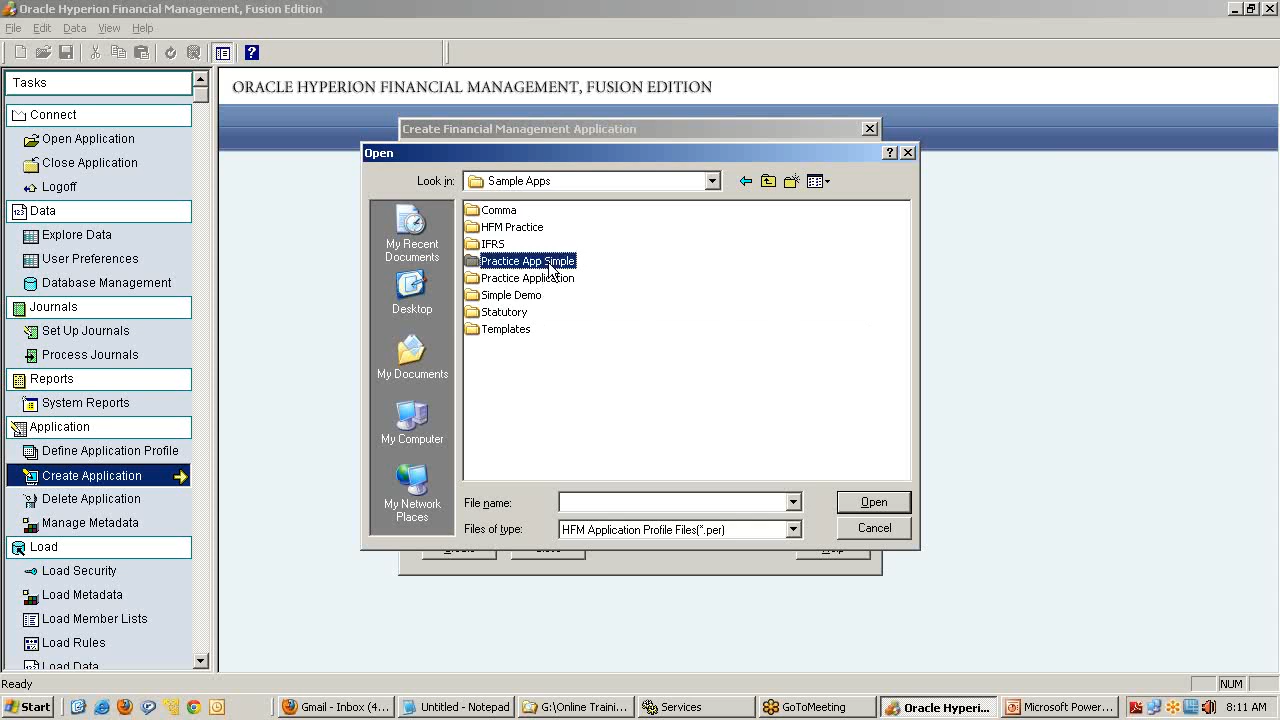 Oracle Hyperion Financial Management, Fusion Edition
File Edit Data View Help
Tasks
Connect
Open Application
Close Application
Logoff
Data
Explore Data
User Preferences
Database Management
Journals
Set Up Journals
Process Journals
Reports
System Reports
Application
Define Application Profile
Create Application
Delete Application
Manage Metadata
Load
Load Security
Load Metadata
Load Member Lists
Load Rules
Load Data
ORACLE HYPERION FINANCIAL MANAGEMENT, FUSION EDITION
Create Financial Management Application
Open
Look in: Sample Apps
My Recent Documents
Desktop
My Documents
My Computer
My Network Places
Comma
HFM Practice
IFRS
Practice App Simple
Practice Application
Simple Demo
Statutory
Templates
File name:
Open
Files of type: HFM Application Profile Files(*.per)
Cancel
Ready
NUM
Start
Gmail - Inbox (4...
Untitled - Notepad
G:\Online Traini...
Services
GoToMeeting
Oracle Hyperi...
Microsoft Power...
8:11 AM